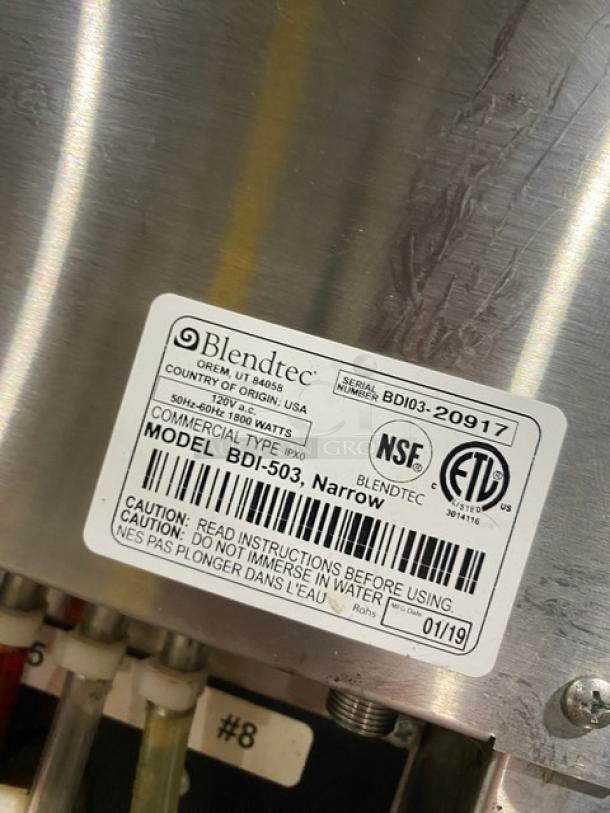 Blendtec®
OREM, UT 84058
COUNTRY OF ORIGIN: USA
120V a.c.
50Hz-60Hz 1800 WATTS
COMMERCIAL TYPE IPX0
MODEL BDI-503, Narrow
SERIAL NUMBER BDI03-20917
NSF®
BLENDTEC
C ETL US
LISTED
3014116
CAUTION: READ INSTRUCTIONS BEFORE USING.
CAUTION: DO NOT IMMERSE IN WATER
NES PAS PLONGER DANS L'EAU
Rohs
MFG Date
01/19
5
#8